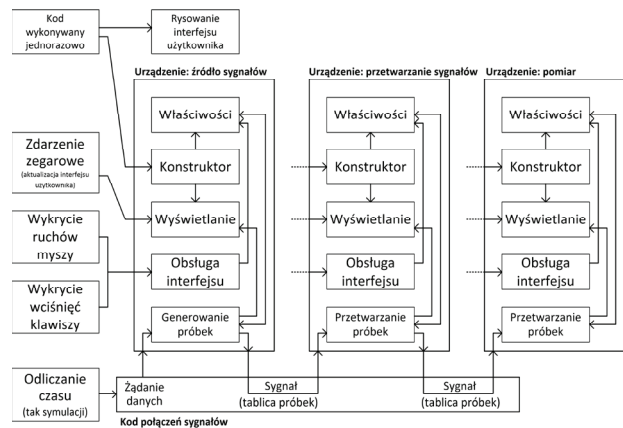 Kod
wykonywany
jednorazowo
Rysowanie
interfejsu
użytkownika
Urządzenie: źródło sygnałów
Urządzenie: przetwarzanie sygnałów
Urządzenie: pomiar
Właściwości
Właściwości
Właściwości
Zdarzenie
zegarowe
(aktualizacja interfejsu
użytkownika)
Konstruktor
Konstruktor
Konstruktor
Wyświetlanie
Wyświetlanie
Wyświetlanie
Wykrycie
ruchów
myszy
Obsługa
interfejsu
Obsługa
interfejsu
Obsługa
interfejsu
Wykrycie
wciśnięć
klawiszy
Generowanie
próbek
Przetwarzanie
próbek
Przetwarzanie
próbek
Odliczanie
czasu
(tak symulacji)
Żądanie
danych
Sygnał
(tablica próbek)
Sygnał
(tablica próbek)
Kod połączeń sygnałów